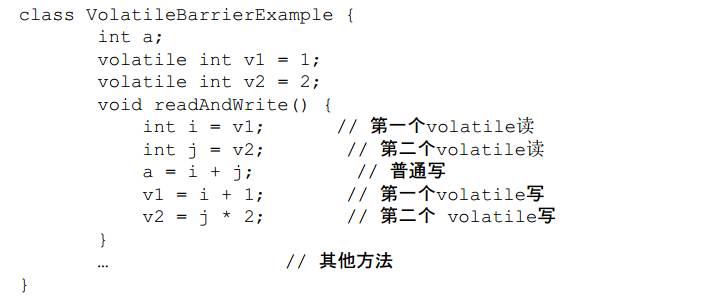 class VolatileBarrierExample {
int a;
volatile int v1 = 1;
volatile int v2 = 2;
void readAndWrite() {
int i = v1; // 第一个volatile读
int j = v2; // 第二个volatile读
a = i + j; // 普通写
v1 = i + 1; // 第一个volatile写
v2 = j * 2; // 第二个 volatile写
}
… // 其他方法
}